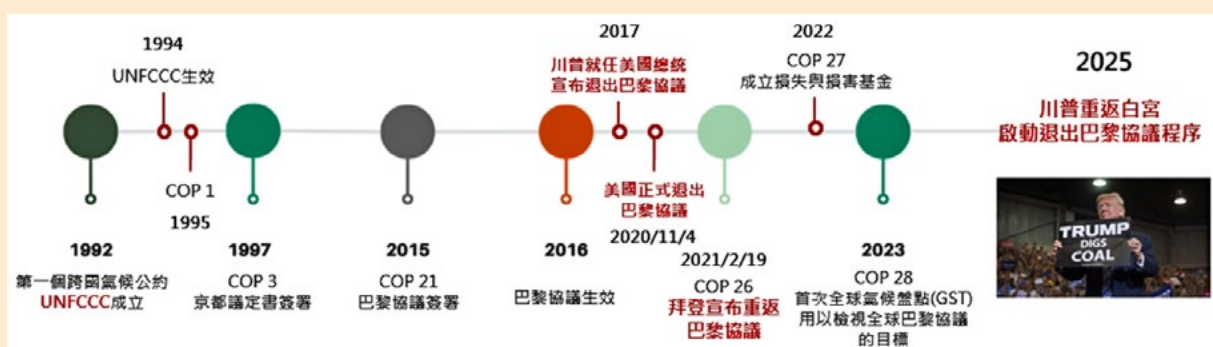 1992
第一個跨國氣候公約
UNFCCC成立
1994
UNFCCC生效
COP 1
1995
1997
COP 3
京都議定書簽署
2015
COP 21
巴黎協議簽署
2016
巴黎協議生效
2017
川普就任美國總統
宣布退出巴黎協議
美國正式退出
巴黎協議
2020/11/4
2021/2/19
COP 26
拜登宣布重返
巴黎協議
2022
COP 27
成立損失與損害基金
2023
COP 28
首次全球氣候盤點(GST)
用以檢視全球巴黎協議
的目標
2025
川普重返白宮
啟動退出巴黎協議程序
TRUMP
DIGS
COAL